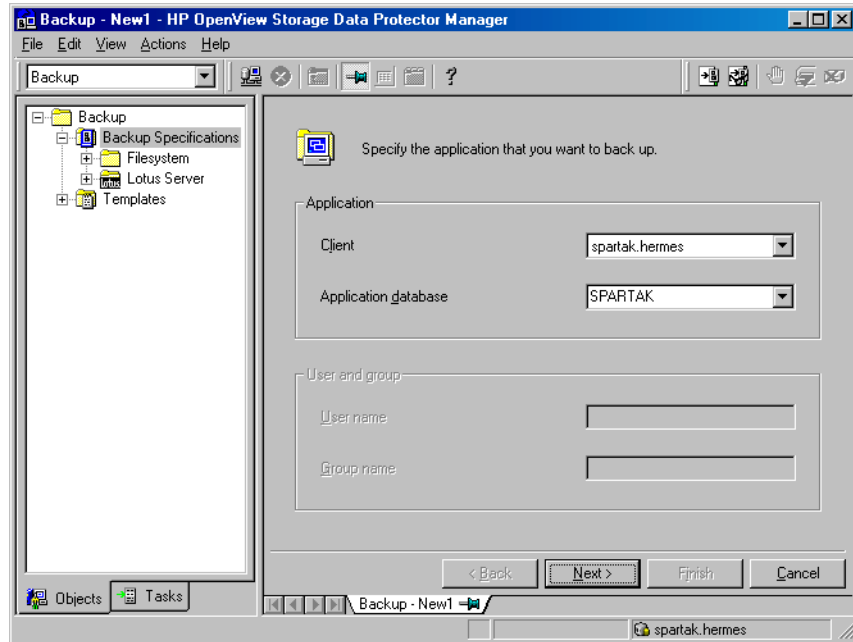 Backup - New1 - HP OpenView Storage Data Protector Manager
File Edit View Actions Help
Backup
?
Backup
Backup Specifications
Filesystem
Lotus Server
Templates
Specify the application that you want to back up.
Application
Client
spartak.hermes
Application database
SPARTAK
User and group
User name
Group name
< Back
Next >
Finish
Cancel
Objects
Tasks
Backup - New1
spartak.hermes